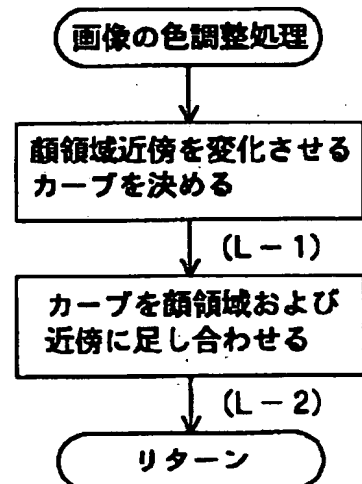 画像の色調整処理
顔領域近傍を変化させる
カーブを決める
(L－1)
カーブを顔領域および
近傍に足し合わせる
(L－2)
リターン